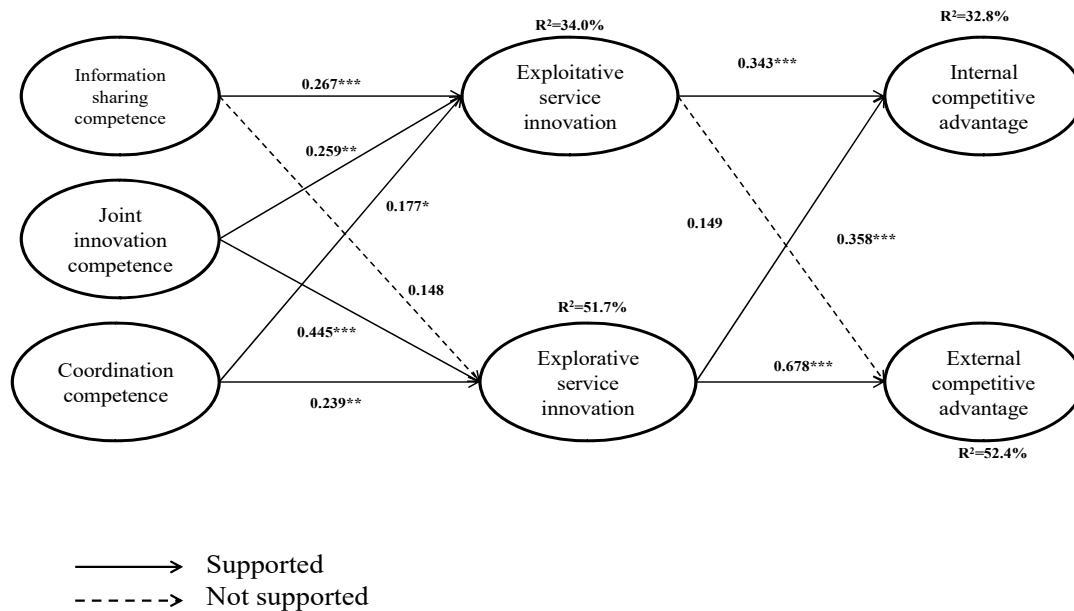 R²=34.0%
R²=32.8%
Information
sharing
competence
0.267***
Exploitative
service
innovation
0.343***
Internal
competitive
advantage
0.259**
0.177*
Joint
innovation
competence
0.149
0.358***
0.148
R²=51.7%
0.445***
Coordination
competence
0.239**
Explorative
service
innovation
0.678***
External
competitive
advantage
R²=52.4%
Supported
Not supported